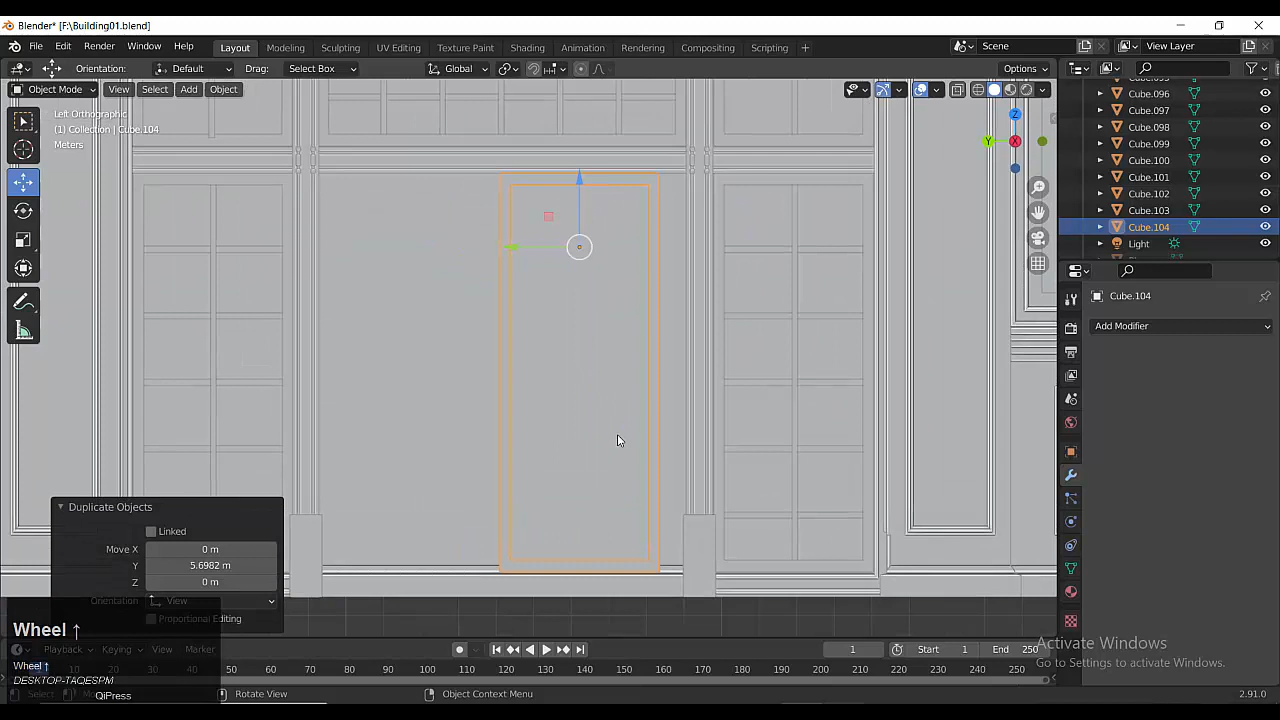 Blender* [F:\Building01.blend]
File Edit Render Window Help Layout Modeling Sculpting UV Editing Texture Paint Shading Animation Rendering Compositing Scripting + Scene View Layer
Orientation: Default Drag: Select Box Global Options
Object Mode View Select Add Object
Left Orthographic
(1) Collection | Cube.104
Meters
Z
Y
X
Cube.096
Cube.097
Cube.098
Cube.099
Cube.100
Cube.101
Cube.102
Cube.103
Cube.104
Light
Cube.104
Add Modifier
Duplicate Objects
Linked
Move X 0 m
Y 5.6982 m
Z 0 m
Orientation View
Proportional Editing
Wheel ↑
Wheel ↑
DESKTOP-TAQESPM
QiPress
Playback Keying View Marker 1 Start 1 End 250
50 60 70 80 90 100 110 120 130 140 150 160 170 180 190 200 210 220 230 240 250
Select Rotate View Object Context Menu 2.91.0
Activate Windows
Go to Settings to activate Windows.